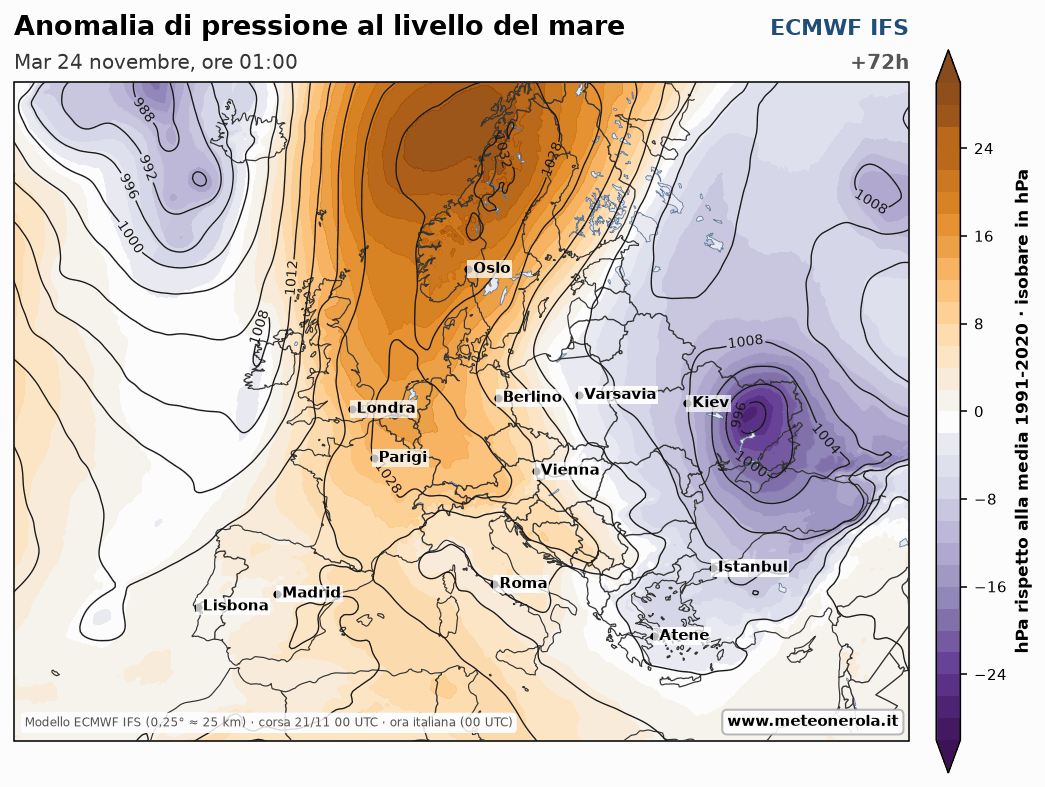 Anomalia di pressione al livello del mare
ECMWF IFS
Mar 24 novembre, ore 01:00
+72h
988
992
996
1000
1012
1008
1032
1028
1008
Oslo
1008
Londra
Berlino
Varsavia
Kiev
996
1004
1000
Parigi
1028
Vienna
Istanbul
Roma
Madrid
Lisbona
Atene
24
16
8
0
−8
−16
−24
hPa rispetto alla media 1991-2020 · isobare in hPa
Modello ECMWF IFS (0,25° ≈ 25 km) · corsa 21/11 00 UTC · ora italiana (00 UTC)
www.meteonerola.it